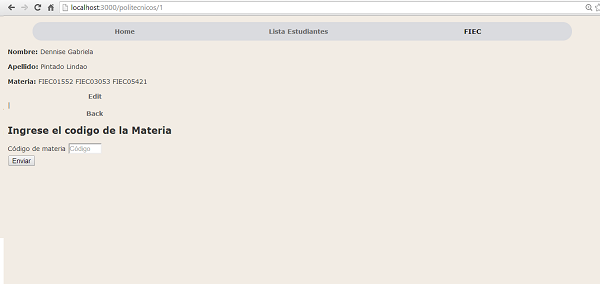 localhost:3000/politecnicos/1
Home Lista Estudiantes FIEC
Nombre: Dennise Gabriela
Apellido: Pintado Lindao
Materia: FIEC01552 FIEC03053 FIEC05421
Edit
|
Back
Ingrese el codigo de la Materia
Código de materia Código
Enviar